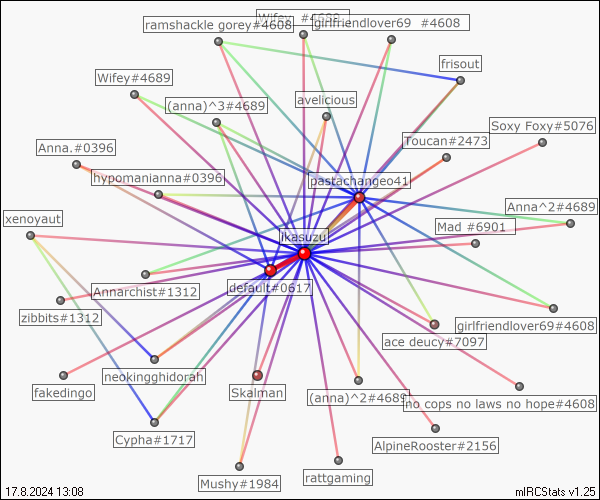 Wifey #4689
ramshackle gorey#4608
girlfriendlover69 #4608
frisout
Wifey#4689
avelicious
(anna)^3#4689
Soxy Foxy#5076
Anna.#0396
roucan#2473
hypomanianna#0396
pastachangeo41
Anna^2#4689
xenoyaut
Mad #6901
ikasuzu
default#0617
Annarchist#1312
zibbits#1312
girlfriendlover69#4608
ace deucy#7097
neokingghidorah
fakedingo
Skalman
(anna)^2#4689
no cops no laws no hope#4608
Cypha#1717
AlpineRooster#2156
Mushy#1984
rattgaming
17.8.2024 13:08
mIRCStats v1.25